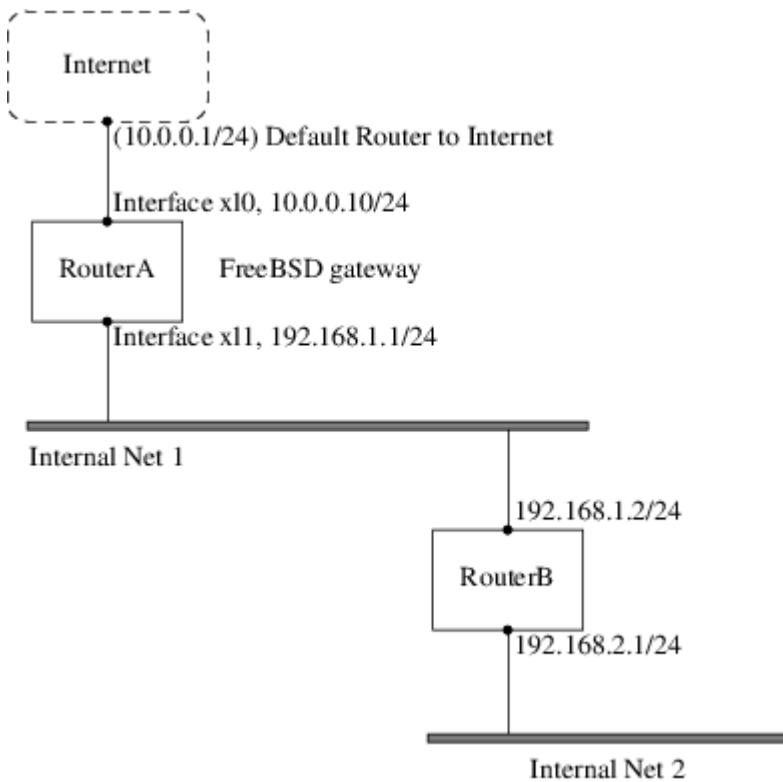 Internet
(10.0.0.1/24) Default Router to Internet
Interface xl0, 10.0.0.10/24
RouterA
FreeBSD gateway
Interface xl1, 192.168.1.1/24
Internal Net 1
192.168.1.2/24
RouterB
192.168.2.1/24
Internal Net 2